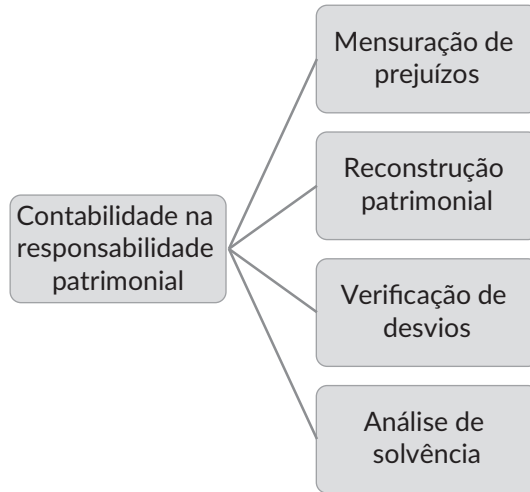 Mensuração de
prejuízos
Reconstrução
patrimonial
Contabilidade na
responsabilidade
patrimonial
Verificação de
desvios
Análise de
solvência